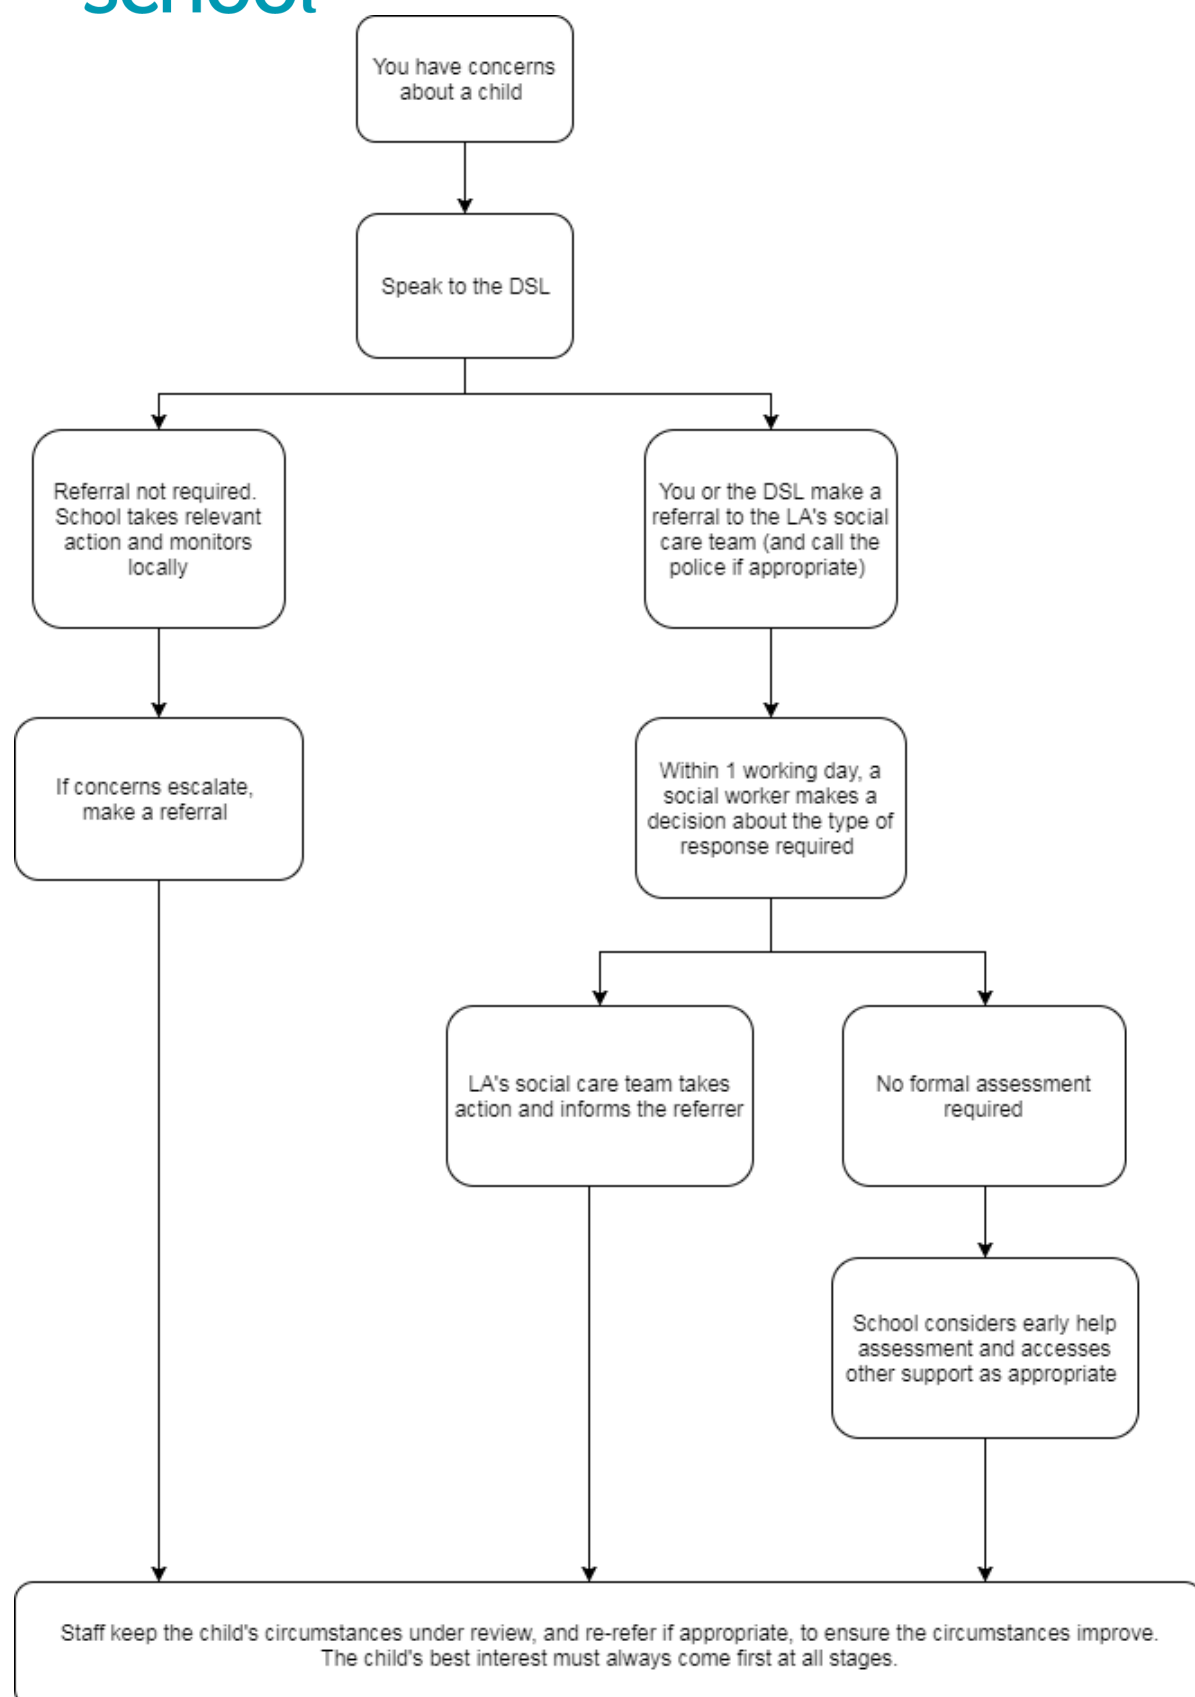 school
You have concerns
about a child
Speak to the DSL
Referral not required.
School takes relevant
action and monitors
locally
You or the DSL make a
referral to the LA's social
care team (and call the
police if appropriate)
If concerns escalate,
make a referral
Within 1 working day, a
social worker makes a
decision about the type of
response required
LA's social care team takes
action and informs the referrer
No formal assessment
required
School considers early help
assessment and accesses
other support as appropriate
Staff keep the child's circumstances under review, and re-refer if appropriate, to ensure the circumstances improve.
The child's best interest must always come first at all stages.